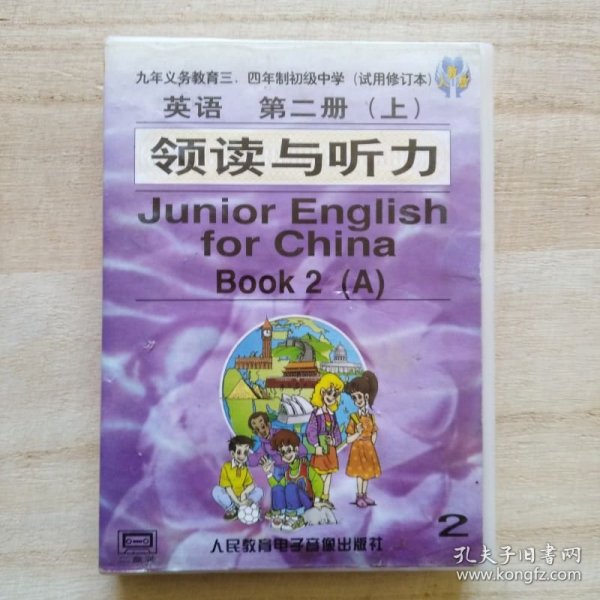 九年义务教育三、四年制初级中学（试用修订本）
英语 第二册（上）
领读与听力
Junior English
for China
Book 2 (A)
2
人民教育电子音像出版社
孔夫子旧书网
www.kongfz.com